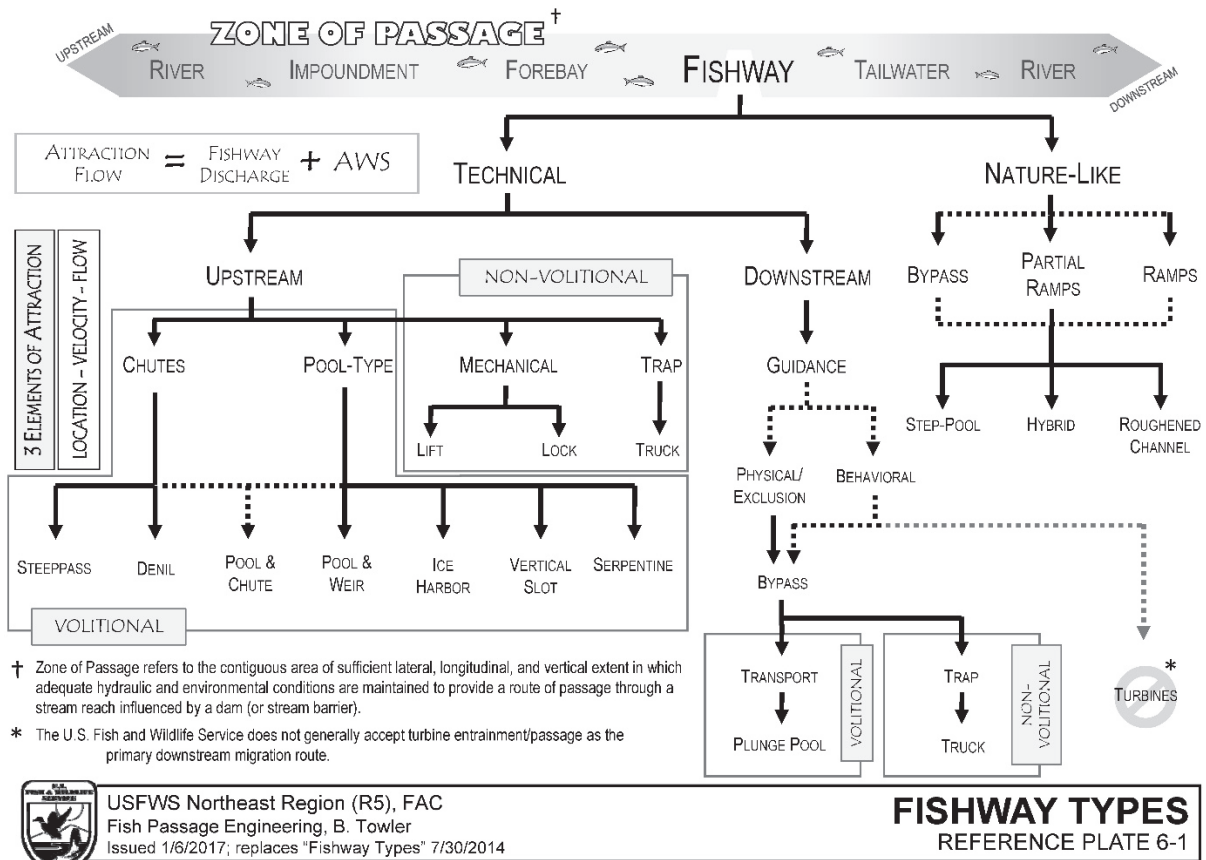 ZONE OF PASSAGE †
UPSTREAM
RIVER
IMPOUNDMENT
FOREBAY
FISHWAY
TAILWATER
RIVER
DOWNSTREAM
ATTRACTION
FLOW
=
FISHWAY
DISCHARGE
+
AWS
TECHNICAL
NATURE-LIKE
3 ELEMENTS OF ATTRACTION
LOCATION – VELOCITY - FLOW
UPSTREAM
NON-VOLITIONAL
DOWNSTREAM
BYPASS
PARTIAL
RAMPS
RAMPS
CHUTES
POOL-TYPE
MECHANICAL
TRAP
GUIDANCE
LIFT
LOCK
TRUCK
STEP-POOL
HYBRID
ROUGHENED
CHANNEL
PHYSICAL/
EXCLUSION
BEHAVIORAL
STEEPPASS
DENIL
POOL &
CHUTE
POOL &
WEIR
ICE
HARBOR
VERTICAL
SLOT
SERPENTINE
BYPASS
VOLITIONAL
TRANSPORT
PLUNGE POOL
VOLITIONAL
TRAP
TRUCK
NON-
VOLITIONAL
TURBINES *
† Zone of Passage refers to the contiguous area of sufficient lateral, longitudinal, and vertical extent in which
adequate hydraulic and environmental conditions are maintained to provide a route of passage through a
stream reach influenced by a dam (or stream barrier).
* The U.S. Fish and Wildlife Service does not generally accept turbine entrainment/passage as the
primary downstream migration route.
U.S.
FISH & WILDLIFE
SERVICE
USFWS Northeast Region (R5), FAC
Fish Passage Engineering, B. Towler
Issued 1/6/2017; replaces “Fishway Types” 7/30/2014
FISHWAY TYPES
REFERENCE PLATE 6-1